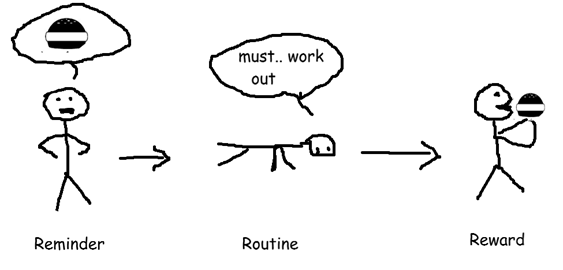 must.. work
out
Reminder
Routine
Reward